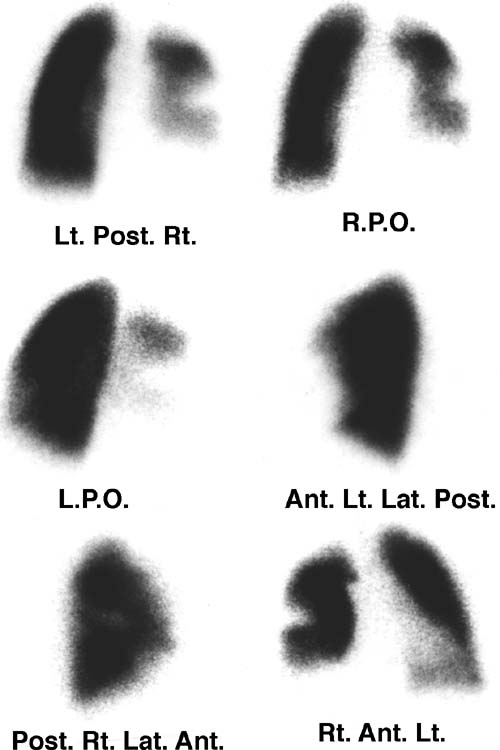 Lt. Post. Rt.
R.P.O.
L.P.O.
Ant. Lt. Lat. Post.
Post. Rt. Lat. Ant.
Rt. Ant. Lt.